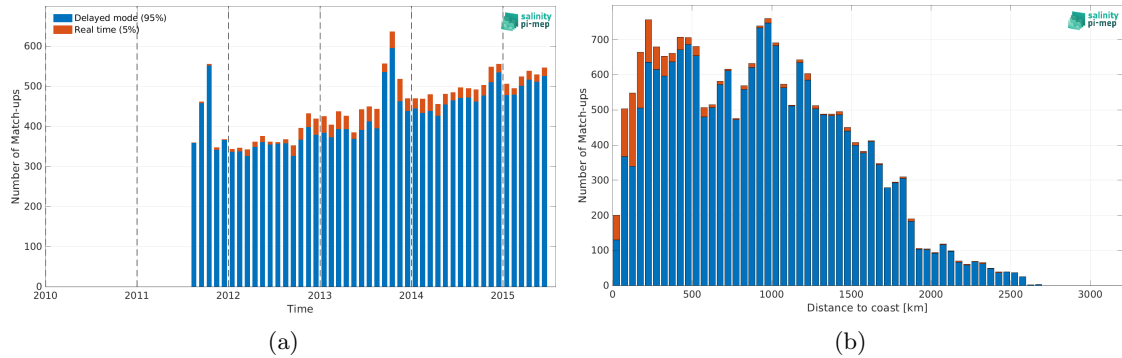 Delayed mode (95%)
Real time (5%)
salinity
pi-mep
Number of Match-ups
600
500
400
300
200
100
0
2010
2011
2012
2013
2014
2015
Time
(a)
salinity
pi-mep
Number of Match-ups
700
600
500
400
300
200
100
0
0
500
1000
1500
2000
2500
3000
Distance to coast [km]
(b)